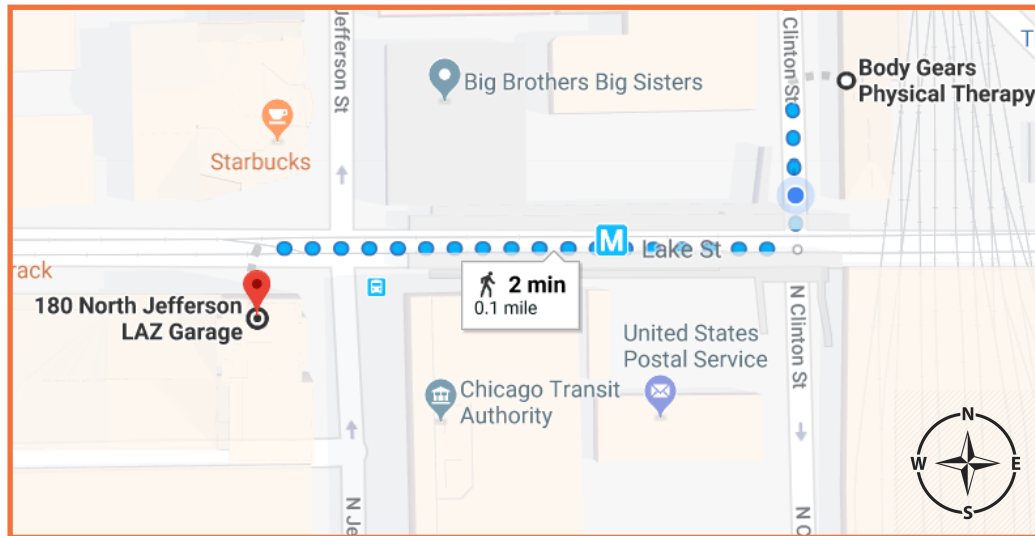 Jefferson St
N Clinton St
T
Body Gears
Physical Therapy
Big Brothers Big Sisters
Starbucks
M
Lake St
rack
2 min
0.1 mile
180 North Jefferson
LAZ Garage
United States
Postal Service
N Clinton St
Chicago Transit
Authority
N
W E
S
N Je
N C